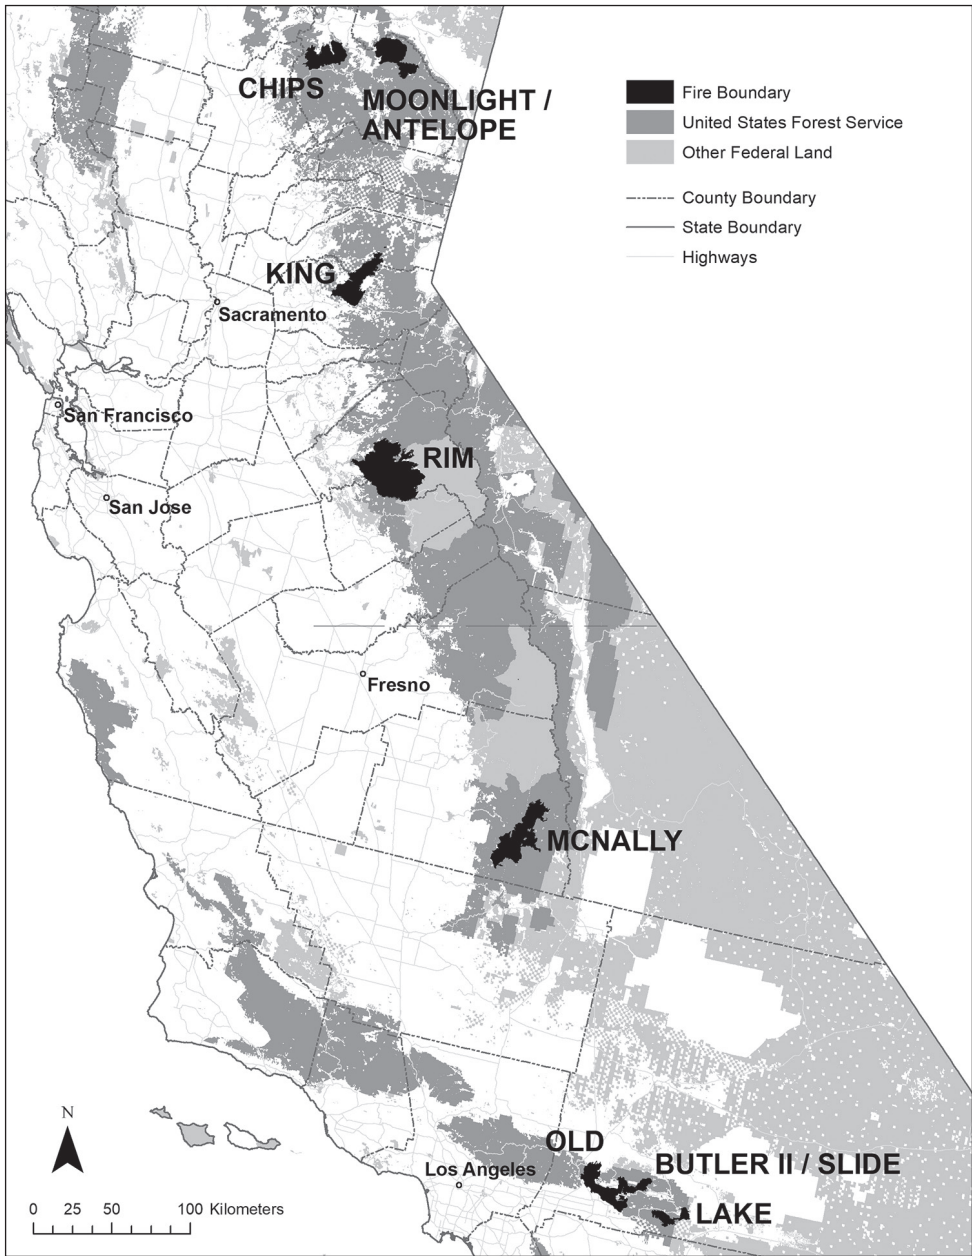 CHIPS
MOONLIGHT /
ANTELOPE
Fire Boundary
United States Forest Service
Other Federal Land
County Boundary
State Boundary
Highways
KING
Sacramento
San Francisco
RIM
San Jose
Fresno
MCNALLY
N
OLD
BUTLER II / SLIDE
Los Angeles
LAKE
0 25 50 100 Kilometers